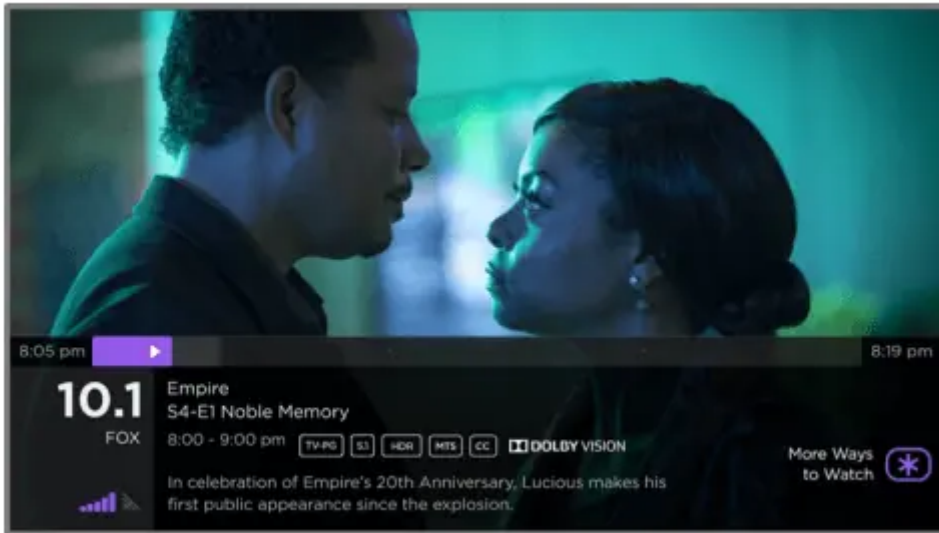 8:05 pm
8:19 pm
10.1
FOX
Empire
S4-E1 Noble Memory
8:00 - 9:00 pm TV-PG HDR MTS CC DOLBY VISION
In celebration of Empire's 20th Anniversary, Lucious makes his
first public appearance since the explosion.
More Ways
to Watch